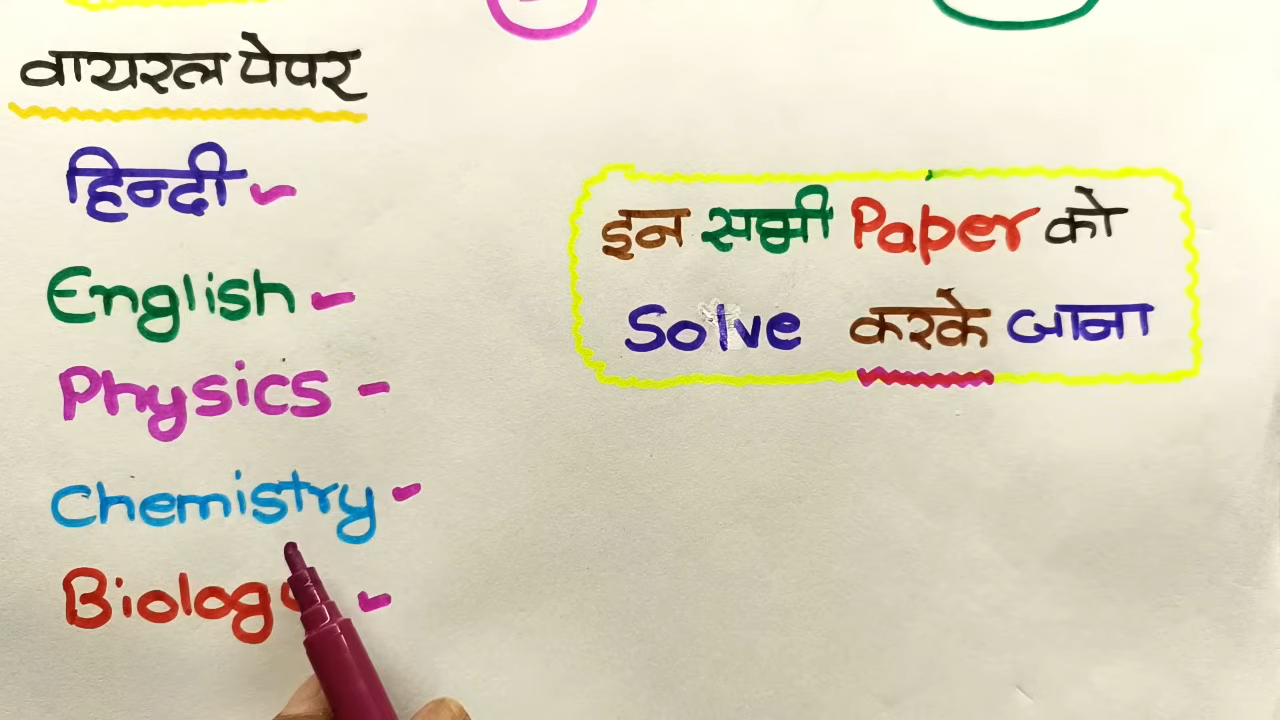 वायरल पेपर
हिन्दी
English
Physics
Chemistry
इन सभी Paper को
Solve करके जाना